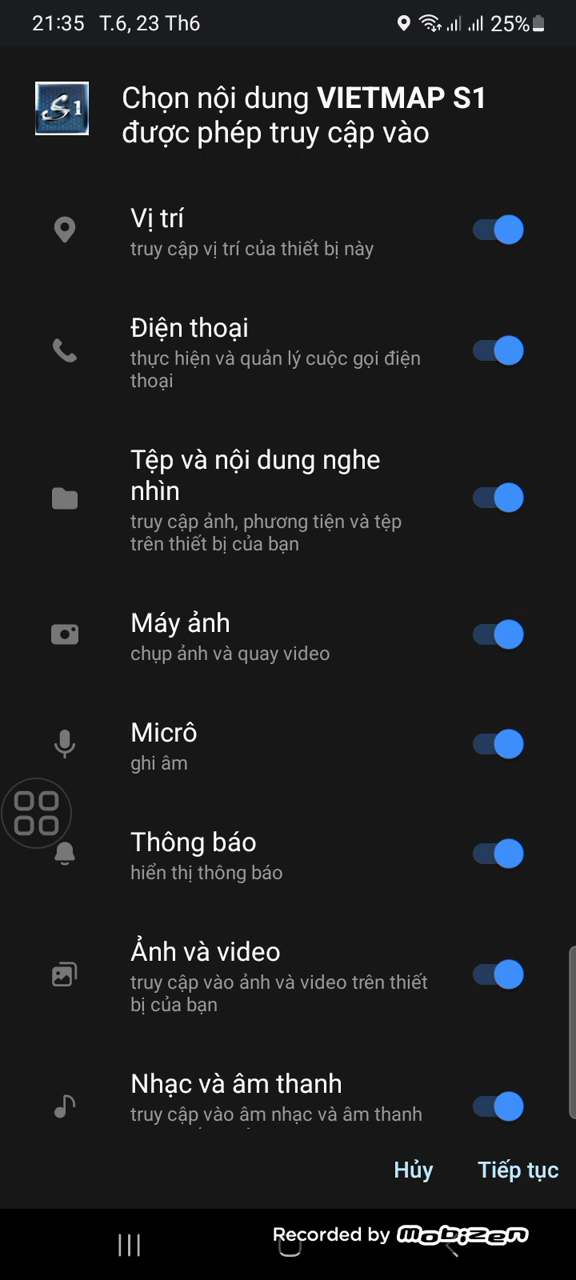 21:35 T.6, 23 Th6 25%
S1
Chọn nội dung VIETMAP S1
được phép truy cập vào
Vị trí
truy cập vị trí của thiết bị này
Điện thoại
thực hiện và quản lý cuộc gọi điện
thoại
Tệp và nội dung nghe
nhìn
truy cập ảnh, phương tiện và tệp
trên thiết bị của bạn
Máy ảnh
chụp ảnh và quay video
Micrô
ghi âm
Thông báo
hiển thị thông báo
Ảnh và video
truy cập vào ảnh và video trên thiết
bị của bạn
Nhạc và âm thanh
truy cập vào âm nhạc và âm thanh
Hủy Tiếp tục
Recorded by Mobizen